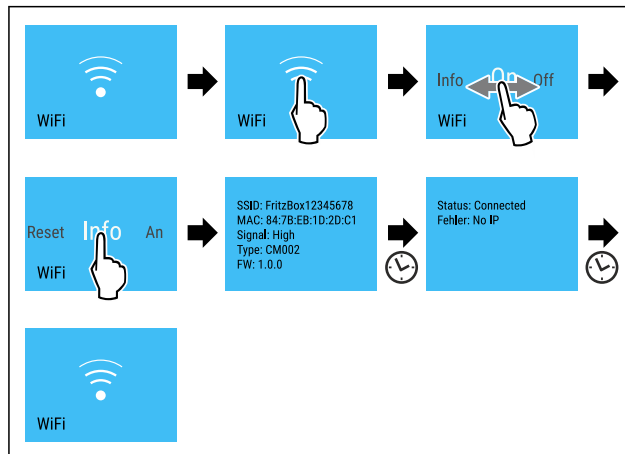 WiFi
WiFi
Info On Off
WiFi
Reset Info An
WiFi
SSID: FritzBox12345678
MAC: 84:7B:EB:1D:2D:C1
Signal: High
Type: CM002
FW: 1.0.0
Status: Connected
Fehler: No IP
WiFi